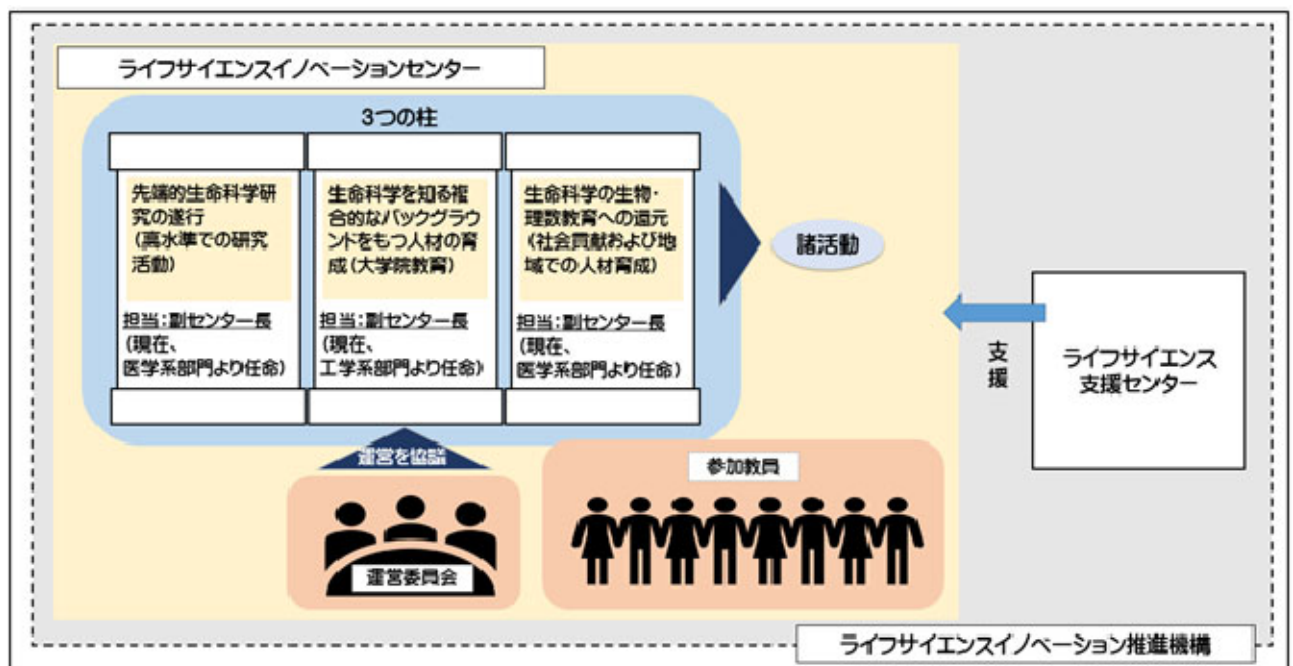 ライフサイエンスイノベーションセンター
3つの柱
先端的生命科学研
究の遂行
(高水準での研究
活動)
担当:副センター長
(現在、
医学系部門より任命)
生命科学を知る複
合的なバックグラウ
ンドをもつ人材の育
成(大学院教育)
担当:副センター長
(現在、
工学系部門より任命)
生命科学の生物・
理数教育への還元
(社会貢献および地
域での人材育成)
担当:副センター長
(現在、
医学系部門より任命)
諸活動
支
援
ライフサイエンス
支援センター
運営を協議
運営委員会
参加教員
ライフサイエンスイノベーション推進機構